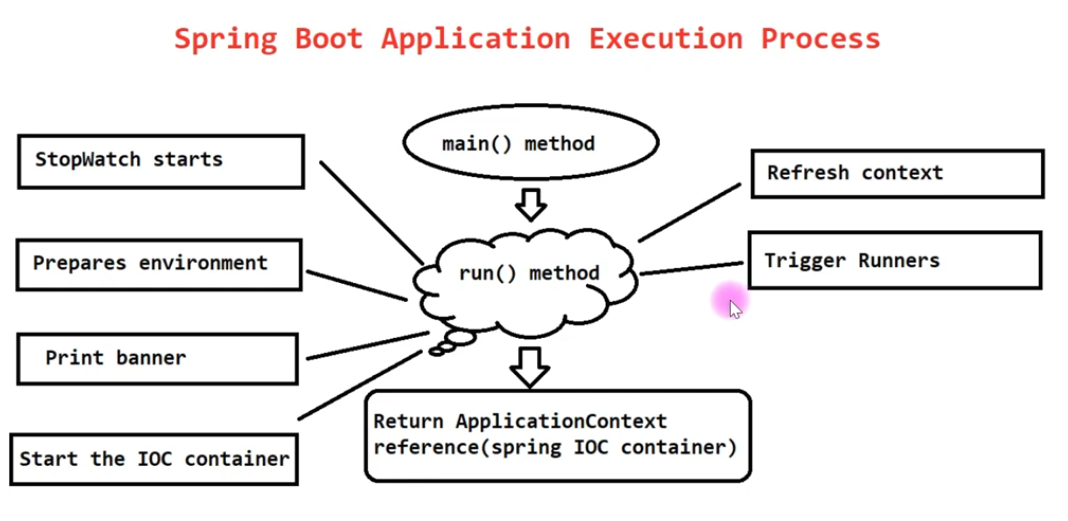 Spring Boot Application Execution Process
main() method
StopWatch starts
Refresh context
Prepares environment
run() method
Trigger Runners
Print banner
Return ApplicationContext
reference(spring IOC container)
Start the IOC container